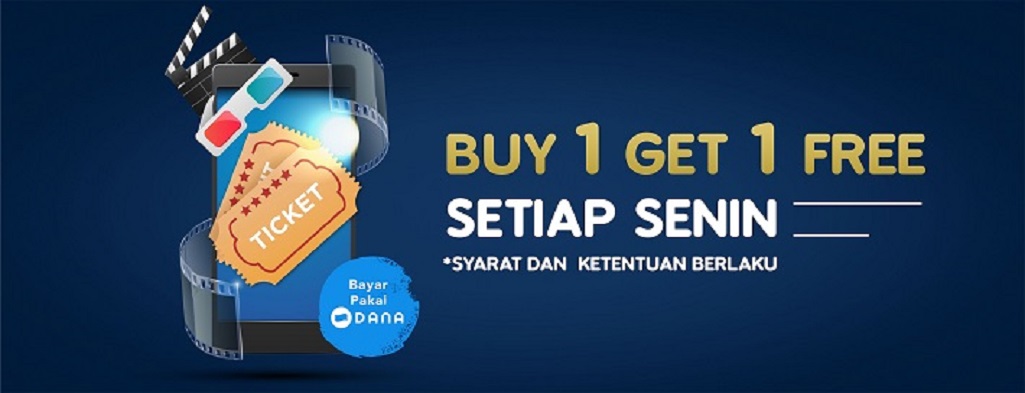 BUY 1 GET 1 FREE
SETIAP SENIN
*SYARAT DAN KETENTUAN BERLAKU
TICKET
Bayar
Pakai
DANA